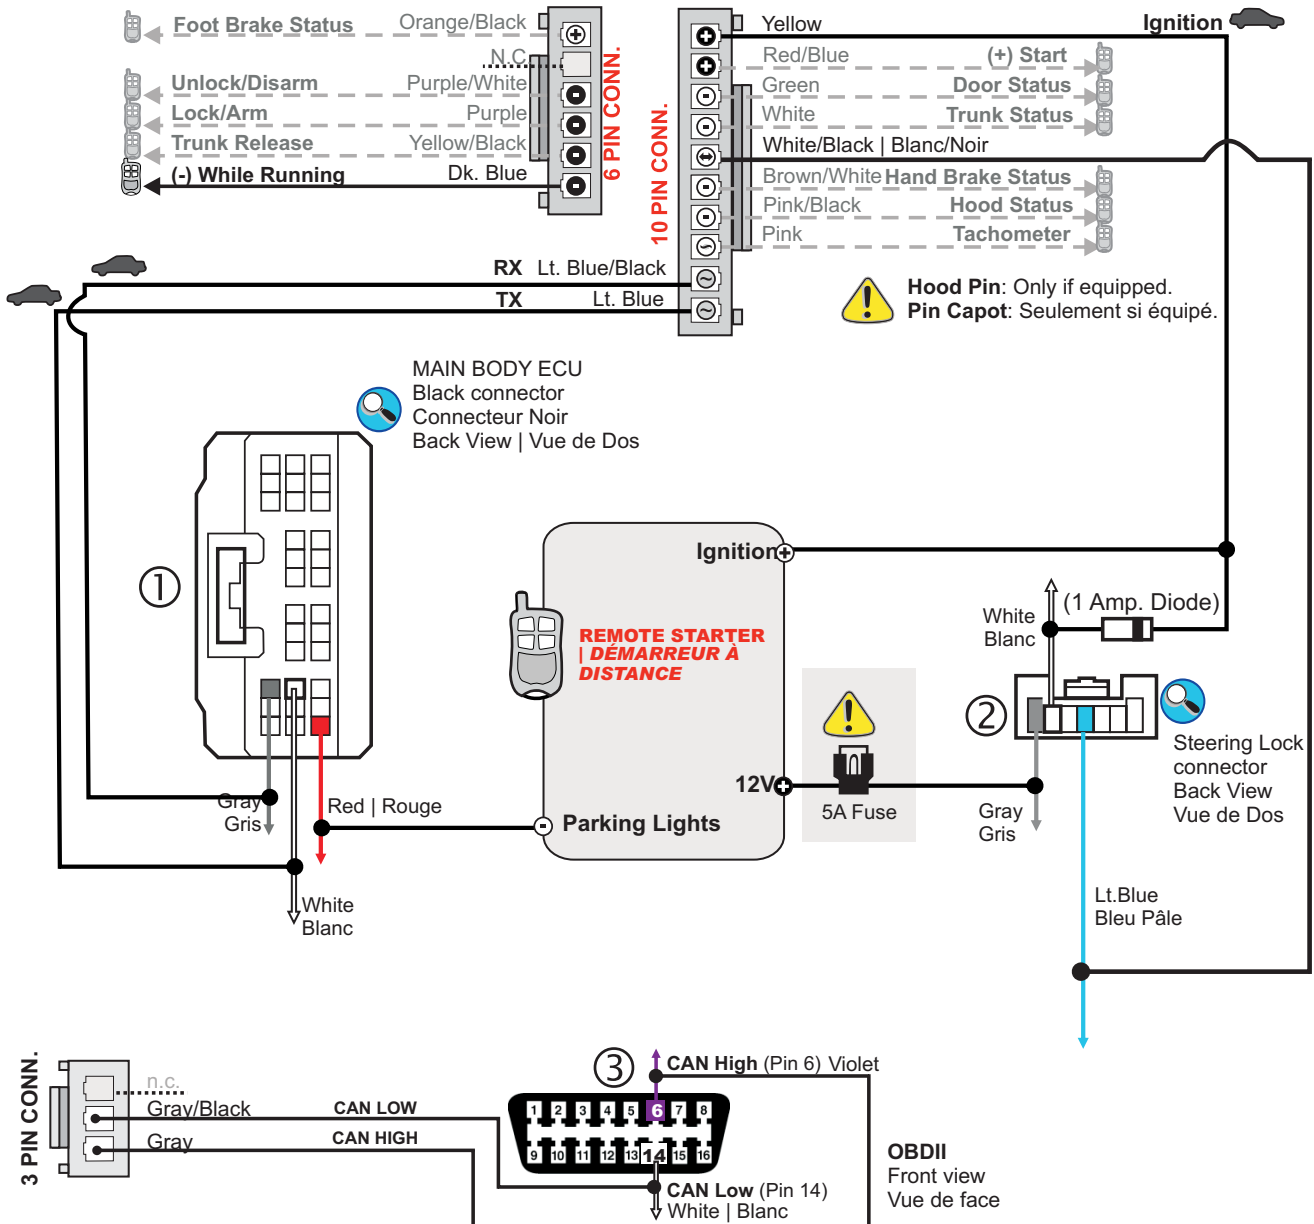 Foot Brake Status Orange/Black
N.C
Unlock/Disarm Purple/White
Lock/Arm Purple
Trunk Release Yellow/Black
(-) While Running Dk. Blue
6 PIN CONN.
10 PIN CONN.
Yellow Ignition
Red/Blue (+) Start
Green Door Status
White Trunk Status
White/Black | Blanc/Noir
Brown/White Hand Brake Status
Pink/Black Hood Status
Pink Tachometer
RX Lt. Blue/Black
TX Lt. Blue
Hood Pin: Only if equipped.
Pin Capot: Seulement si équipé.
MAIN BODY ECU
Black connector
Connecteur Noir
Back View | Vue de Dos
1
Gray
Gris
Red | Rouge
White
Blanc
Ignition
REMOTE STARTER
| DÉMARREUR À
DISTANCE
12V
Parking Lights
5A Fuse
White
Blanc
(1 Amp. Diode)
2
Gray
Gris
Steering Lock
connector
Back View
Vue de Dos
Lt.Blue
Bleu Pâle
3 PIN CONN.
n.c.
Gray/Black CAN LOW
Gray CAN HIGH
3
CAN High (Pin 6) Violet
1 2 3 4 5 6 7 8
9 10 11 12 13 14 15 16
CAN Low (Pin 14)
White | Blanc
OBDII
Front view
Vue de face